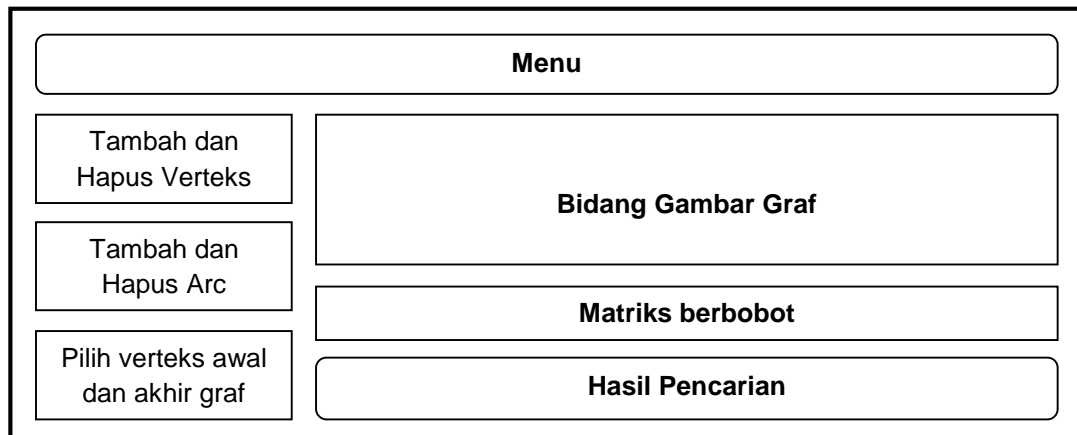 Menu
Tambah dan
Hapus Verteks
Tambah dan
Hapus Arc
Pilih verteks awal
dan akhir graf
Bidang Gambar Graf
Matriks berbobot
Hasil Pencarian